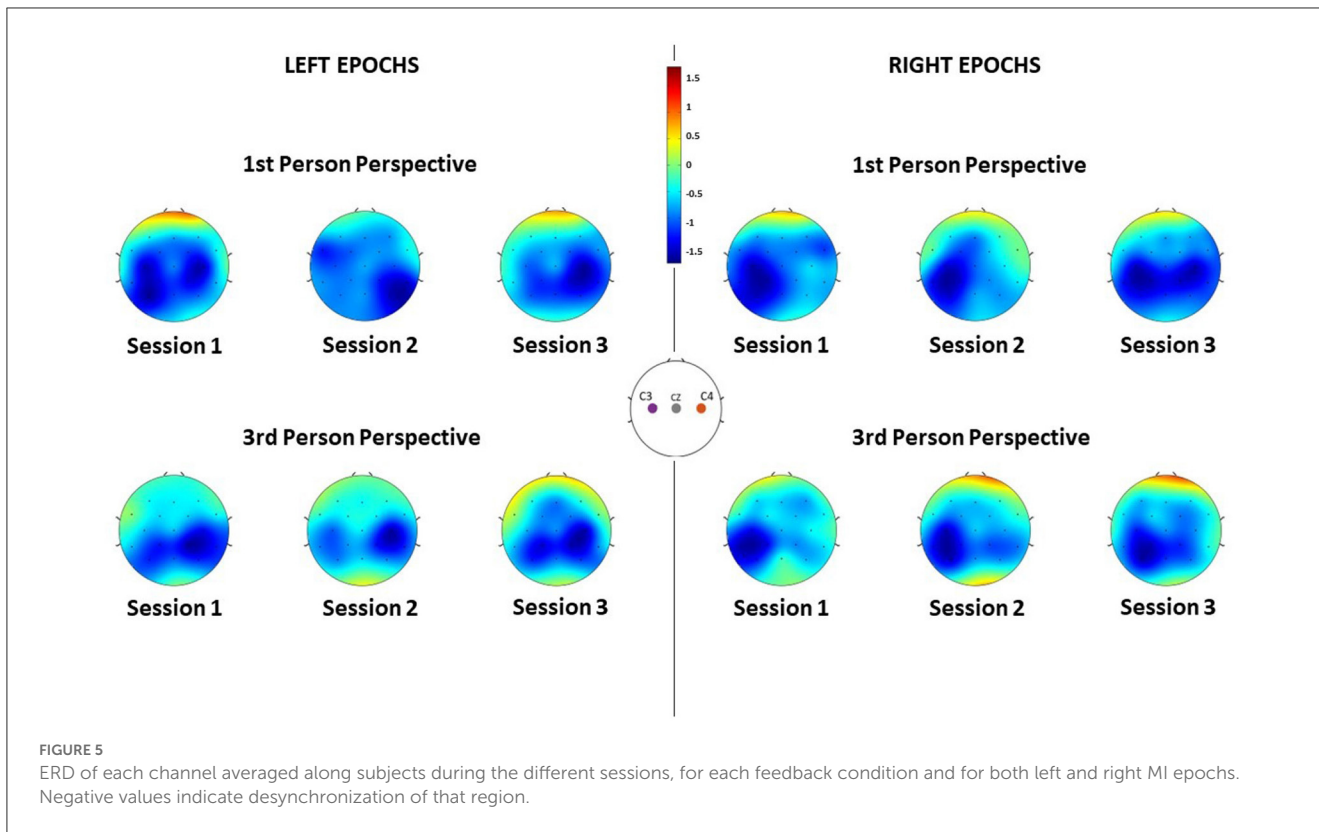 LEFT EPOCHS
RIGHT EPOCHS
1.5
1
0.5
0
-0.5
-1
-1.5
1st Person Perspective
1st Person Perspective
Session 1
Session 2
Session 3
Session 1
Session 2
Session 3
C3
CZ
C4
3rd Person Perspective
3rd Person Perspective
Session 1
Session 2
Session 3
Session 1
Session 2
Session 3
FIGURE 5
ERD of each channel averaged along subjects during the different sessions, for each feedback condition and for both left and right MI epochs.
Negative values indicate desynchronization of that region.